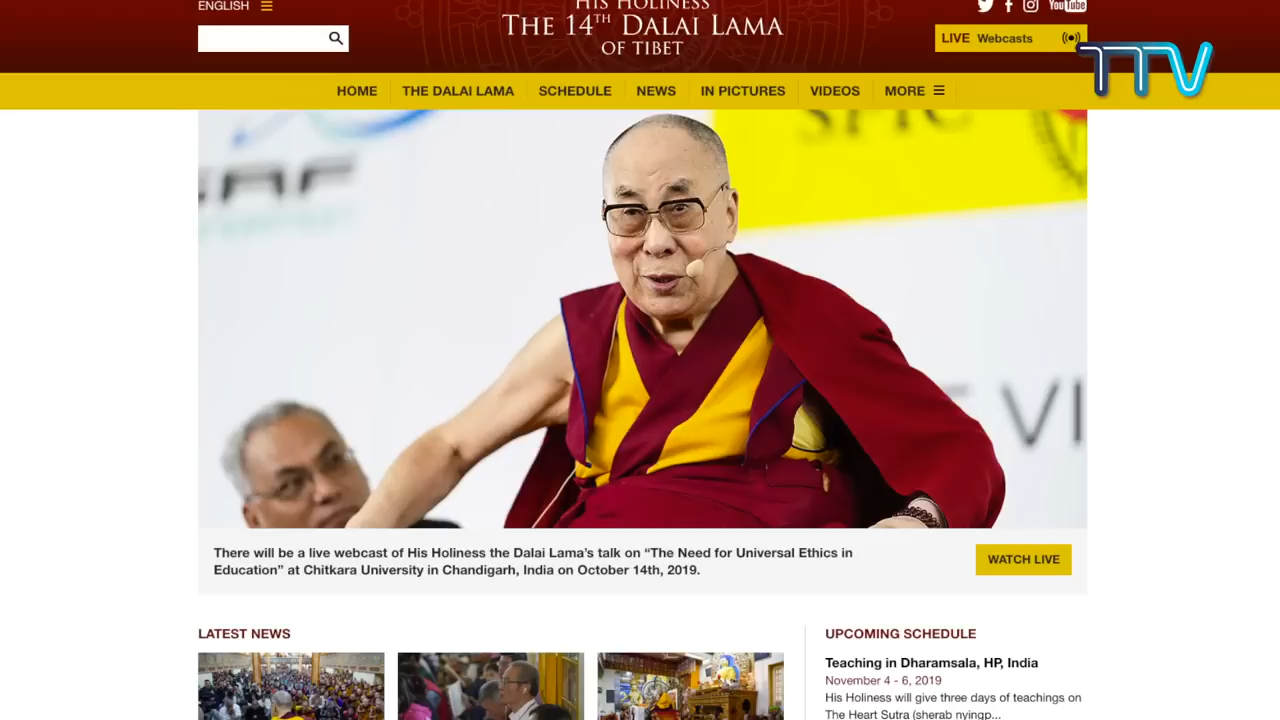 ENGLISH
HIS HOLINESS
THE 14TH DALAI LAMA
OF TIBET
YouTube
LIVE Webcasts
TTV
HOME
THE DALAI LAMA
SCHEDULE
NEWS
IN PICTURES
VIDEOS
MORE
There will be a live webcast of His Holiness the Dalai Lama’s talk on “The Need for Universal Ethics in
Education” at Chitkara University in Chandigarh, India on October 14th, 2019.
WATCH LIVE
LATEST NEWS
UPCOMING SCHEDULE
Teaching in Dharamsala, HP, India
November 4 - 6, 2019
His Holiness will give three days of teachings on
The Heart Sutra (sherab nyingp...